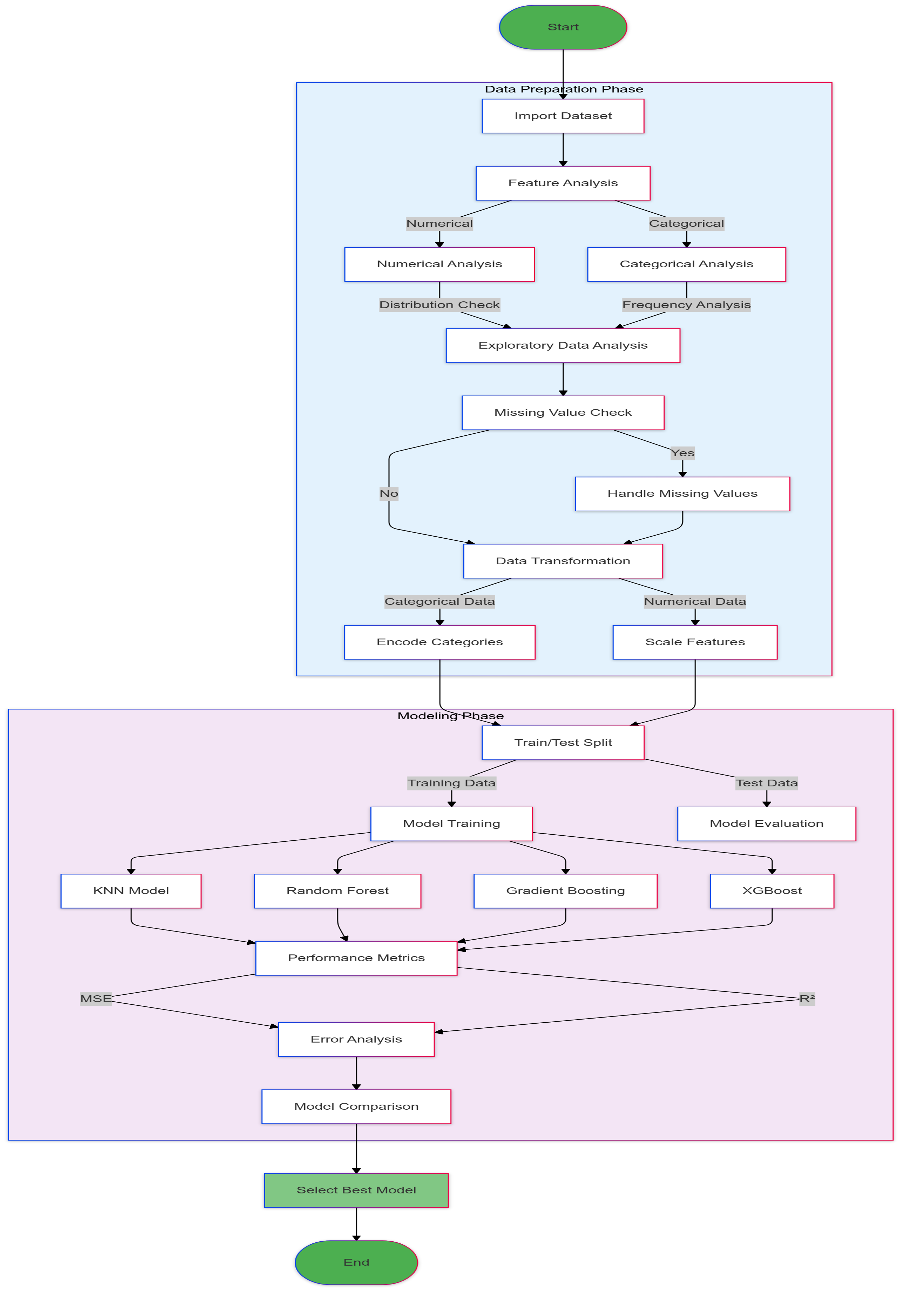 Start
Data Preparation Phase
Import Dataset
Feature Analysis
Numerical
Categorical
Numerical Analysis
Categorical Analysis
Distribution Check
Frequency Analysis
Exploratory Data Analysis
Missing Value Check
Yes
No
Handle Missing Values
Data Transformation
Categorical Data
Numerical Data
Encode Categories
Scale Features
Modeling Phase
Train/Test Split
Training Data
Test Data
Model Training
Model Evaluation
KNN Model
Random Forest
Gradient Boosting
XGBoost
Performance Metrics
MSE
R²
Error Analysis
Model Comparison
Select Best Model
End